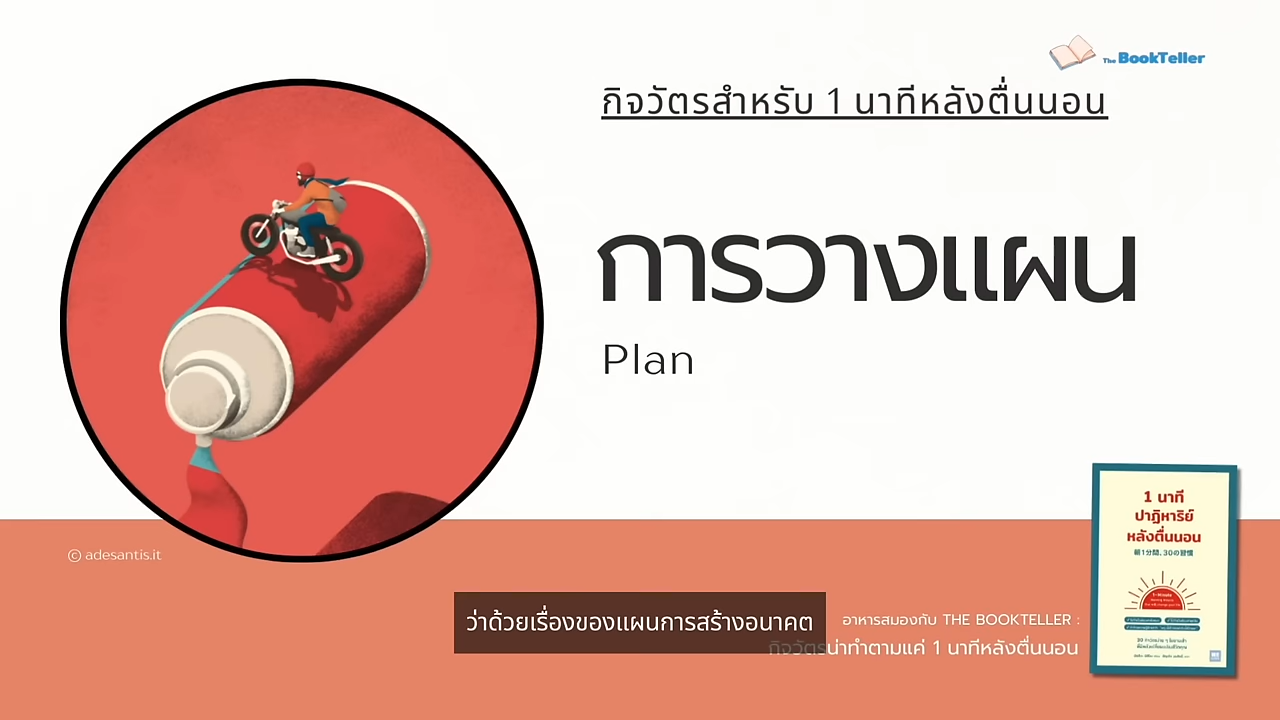 The BookTeller
กิจวัตรสำหรับ 1 นาทีหลังตื่นนอน
การวางแผน
Plan
© adesantis.it
ว่าด้วยเรื่องของแผนการสร้างอนาคต
อาหารสมองกับ THE BOOKTELLER :
กิจวัตรน่าทำตามแค่ 1 นาทีหลังตื่นนอน
1 นาที
ปาฏิหาริย์
หลังตื่นนอน
朝1分間、30の習慣
1-Minute